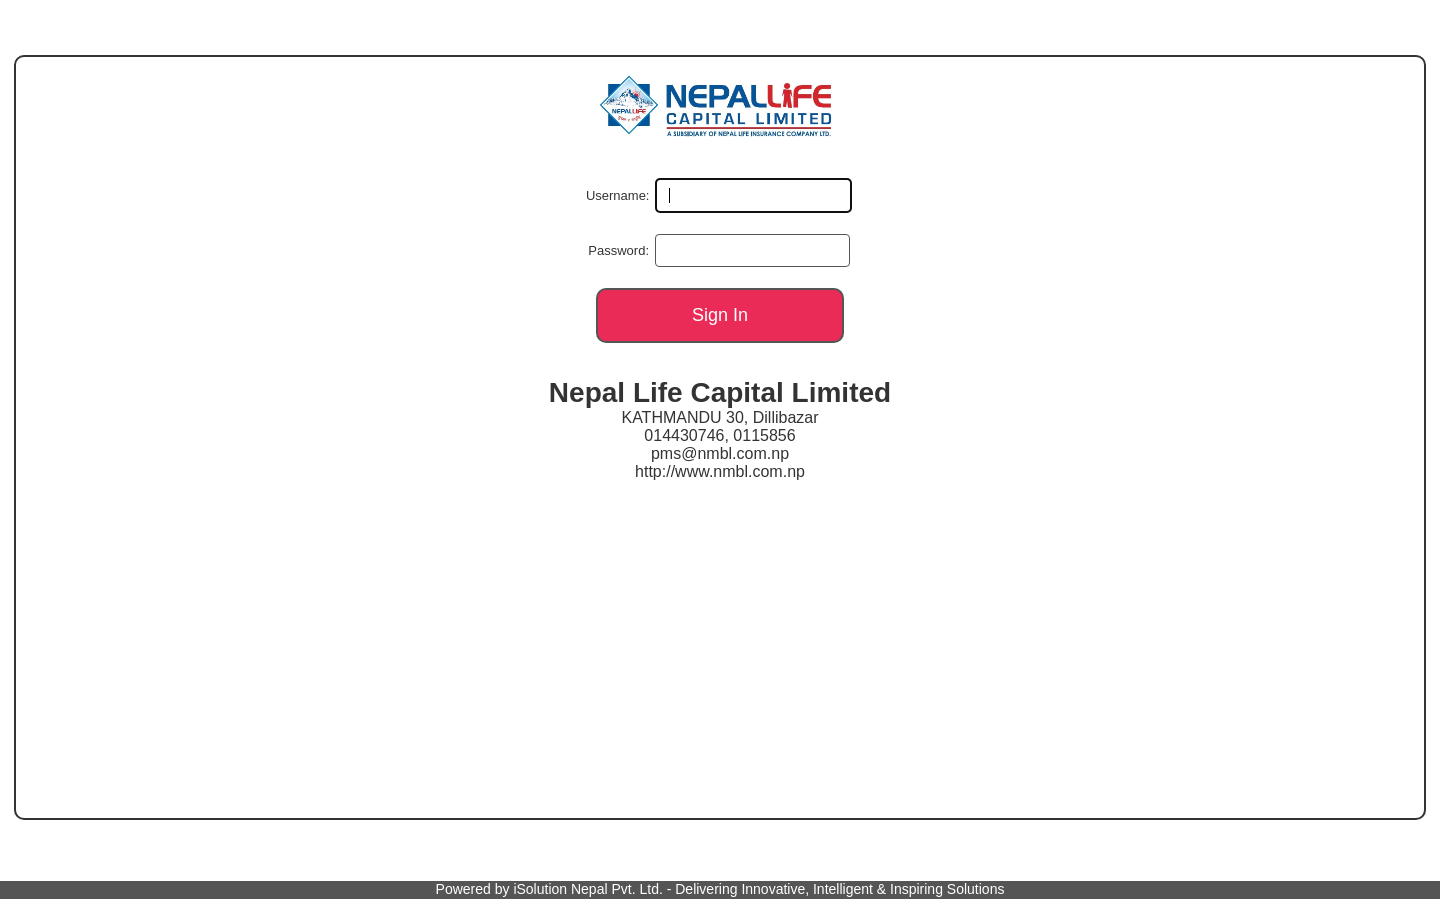 NEPALLIFE
NEPALLIFE
CAPITAL LIMITED
A SUBSIDIARY OF NEPAL LIFE INSURANCE COMPANY LTD.
Username:
Password:
Sign In
Nepal Life Capital Limited
KATHMANDU 30, Dillibazar
014430746, 0115856
pms@nmbl.com.np
http://www.nmbl.com.np
Powered by iSolution Nepal Pvt. Ltd. - Delivering Innovative, Intelligent & Inspiring Solutions